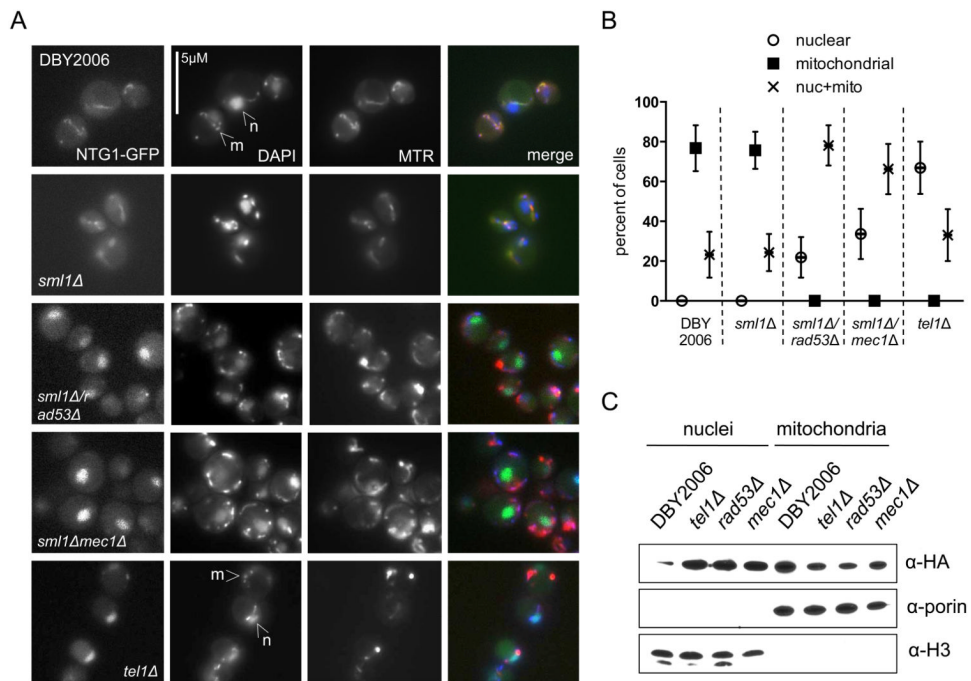 A
DBY2006
NTG1-GFP
5µM
m
n
DAPI
MTR
merge
sml1Δ
sml1Δ/r
ad53Δ
sml1Δmec1Δ
tel1Δ
m
n
B
nuclear
mitochondrial
nuc+mito
percent of cells
100
80
60
40
20
0
DBY
2006
sml1Δ
sml1Δ/
rad53Δ
sml1Δ/
mec1Δ
tel1Δ
C
nuclei mitochondria
DBY2006 tel1Δ rad53Δ mec1Δ DBY2006 tel1Δ rad53Δ mec1Δ
α-HA
α-porin
α-H3